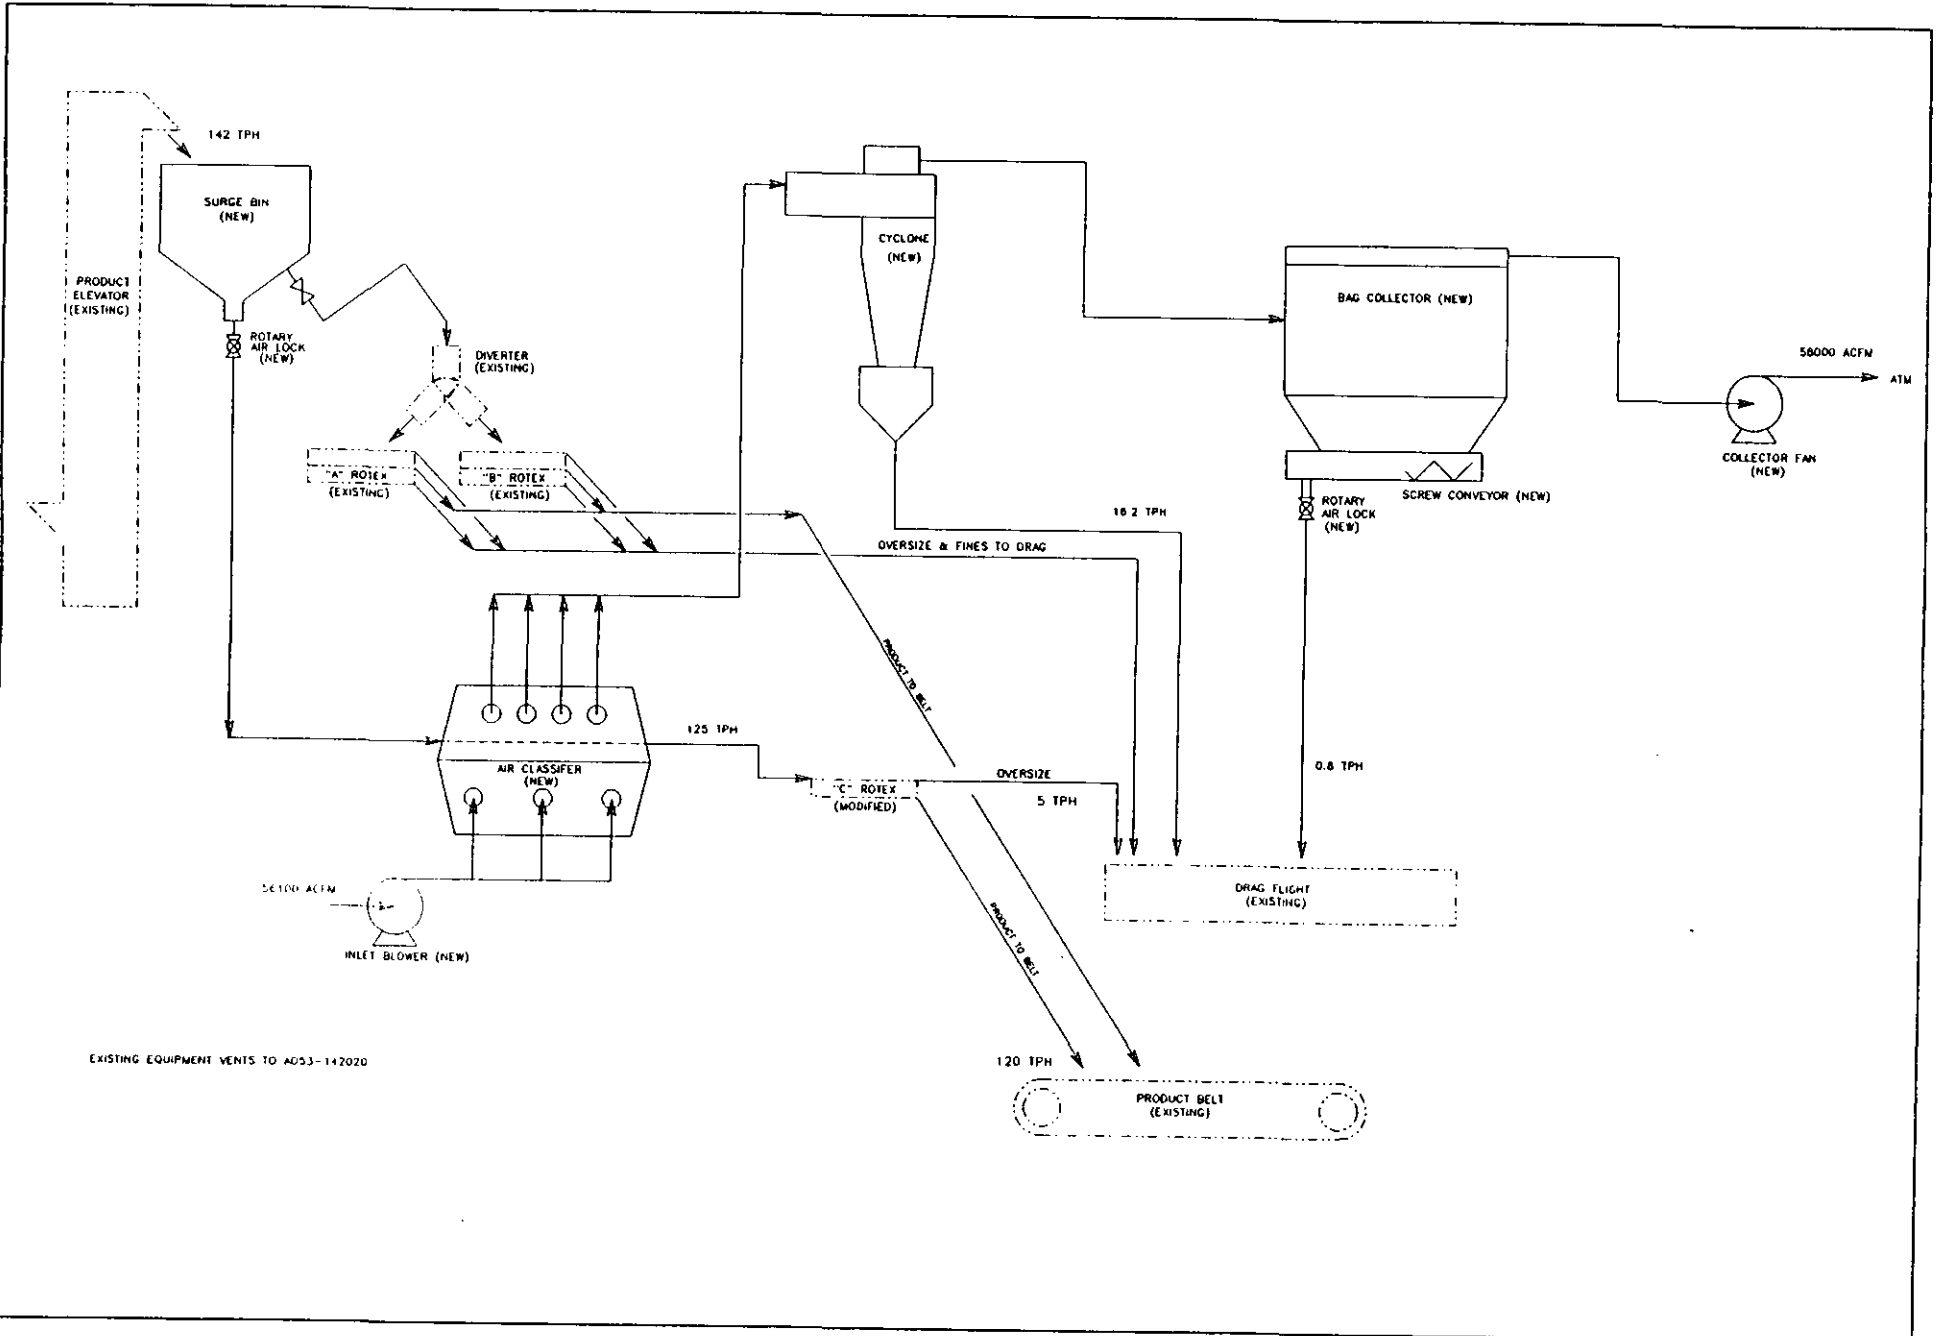 142 TPH
SURGE BIN
(NEW)
PRODUCT
ELEVATOR
(EXISTING)
ROTARY
AIR LOCK
(NEW)
DIVERTER
(EXISTING)
"A" ROTEX
(EXISTING)
"B" ROTEX
(EXISTING)
CYCLONE
(NEW)
BAG COLLECTOR (NEW)
58000 ACFM
ATM
COLLECTOR FAN
(NEW)
SCREW CONVEYOR (NEW)
ROTARY
AIR LOCK
(NEW)
16.2 TPH
OVERSIZE & FINES TO DRAG
PRODUCT TO BELT
125 TPH
AIR CLASSIFER
(NEW)
"C" ROTEX
(MODIFIED)
OVERSIZE
5 TPH
0.8 TPH
DRAG FLIGHT
(EXISTING)
56100 ACFM
INLET BLOWER (NEW)
PRODUCT TO BELT
120 TPH
PRODUCT BELT
(EXISTING)
EXISTING EQUIPMENT VENTS TO AO53-142020